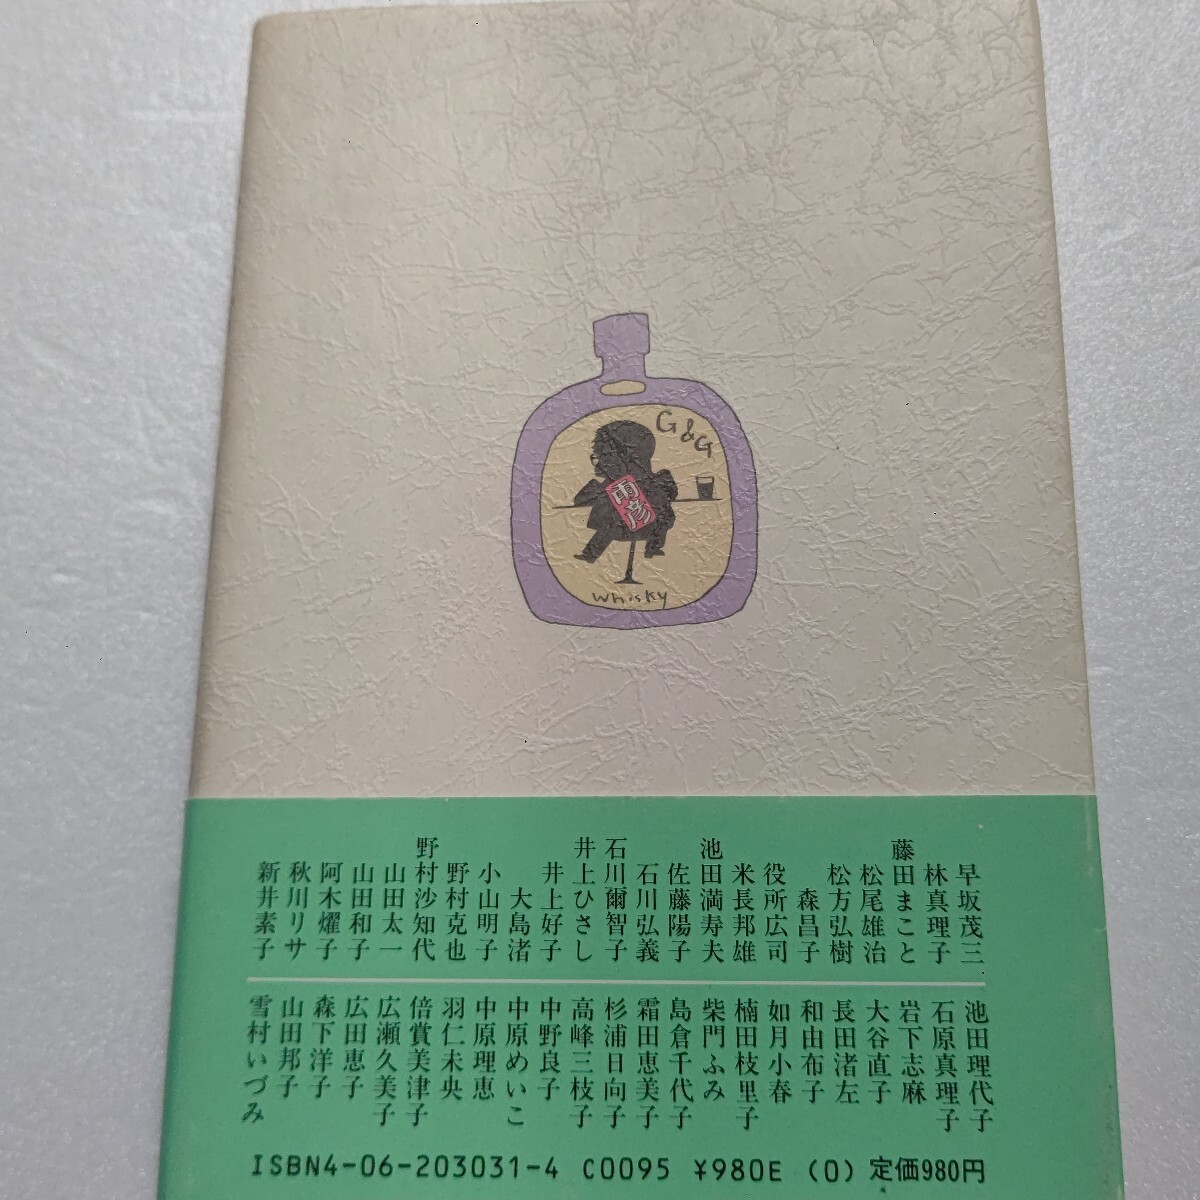 G&G
雨彦
whisky
早坂茂三
林真理子
藤田まこと
松尾雄治
松方弘樹
森昌子
役所広司
米長邦雄
池田満寿夫
佐藤陽子
石川弘義
石川爾智子
井上ひさし
井上好子
大島渚
小山明子
野村克也
野村沙知代
山田太一
山田和子
阿木燿子
秋川リサ
新井素子
池田理代子
石原真理子
岩下志麻
大谷直子
長田渚左
和由布子
如月小春
楠田枝里子
柴門ふみ
島倉千代子
霜田恵美子
杉浦日向子
高峰三枝子
中野良子
中原めいこ
中原理恵
羽仁未央
倍賞美津子
広瀬久美子
広田恵子
森下洋子
山田邦子
雪村いづみ
ISBN4-06-203031-4 C0095 ¥980E (0) 定価980円